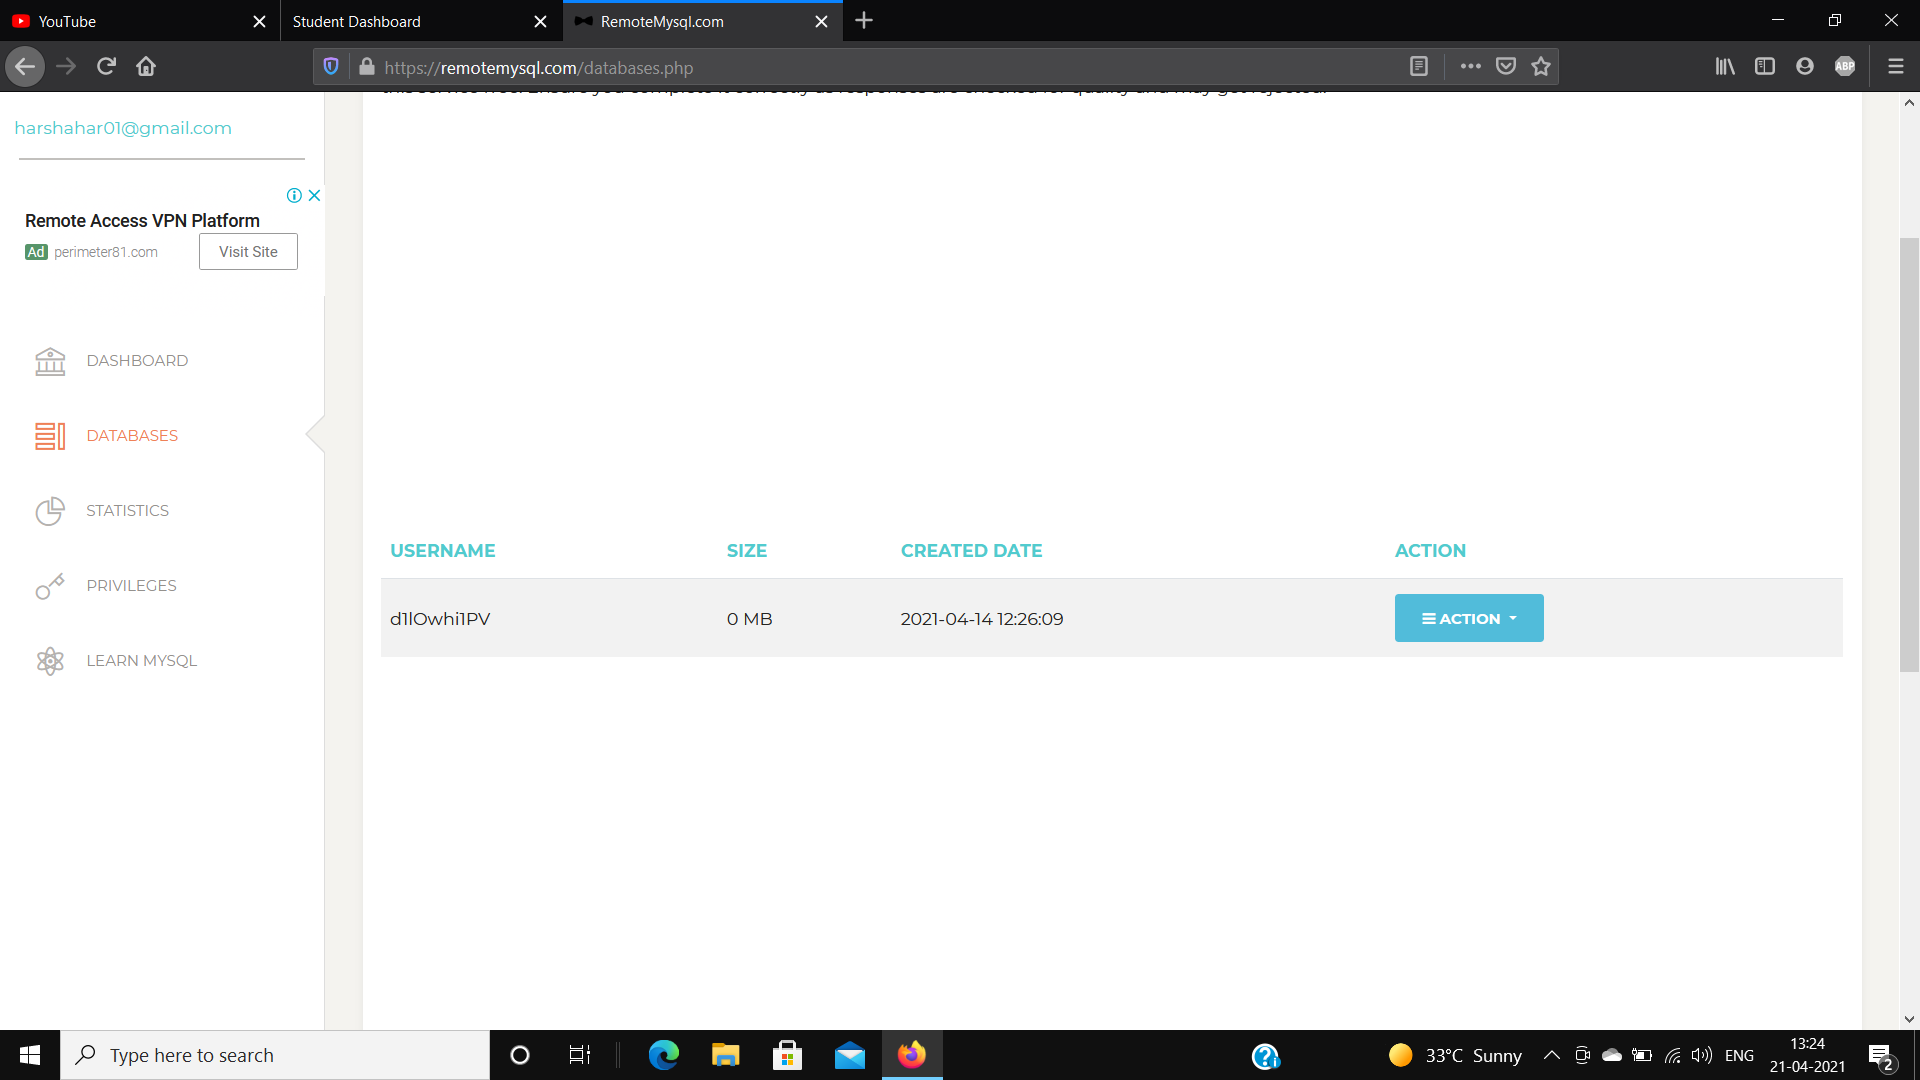 YouTube
Student Dashboard
RemoteMysql.com
https://remotemysql.com/databases.php
ABP
harshahar01@gmail.com
Remote Access VPN Platform
Ad perimeter81.com
Visit Site
DASHBOARD
DATABASES
STATISTICS
PRIVILEGES
LEARN MYSQL
USERNAME SIZE CREATED DATE ACTION
d1lOwhi1PV 0 MB 2021-04-14 12:26:09 ACTION
Type here to search
33°C Sunny
ENG
13:24
21-04-2021
2